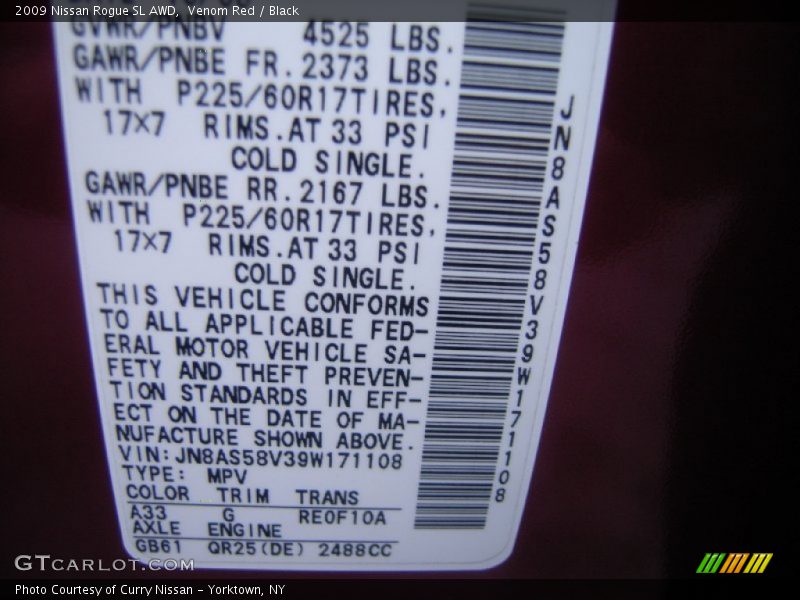 2009 Nissan Rogue SL AWD, Venom Red / Black
GVWR/PNBV 4525 LBS.
GAWR/PNBE FR. 2373 LBS.
WITH P225/60R17TIRES,
17×7 RIMS.AT 33 PSI
COLD SINGLE.
GAWR/PNBE RR. 2167 LBS.
WITH P225/60R17TIRES,
17×7 RIMS.AT 33 PSI
COLD SINGLE.
THIS VEHICLE CONFORMS
TO ALL APPLICABLE FED-
ERAL MOTOR VEHICLE SA-
FETY AND THEFT PREVEN-
TION STANDARDS IN EFF-
ECT ON THE DATE OF MA-
NUFACTURE SHOWN ABOVE.
VIN:JN8AS58V39W171108
TYPE: MPV
COLOR TRIM TRANS
A33 G RE0F10A
AXLE ENGINE
GB61 QR25(DE) 2488CC
JN8AS58V39W171108
GTCARLOT.COM
Photo Courtesy of Curry Nissan - Yorktown, NY